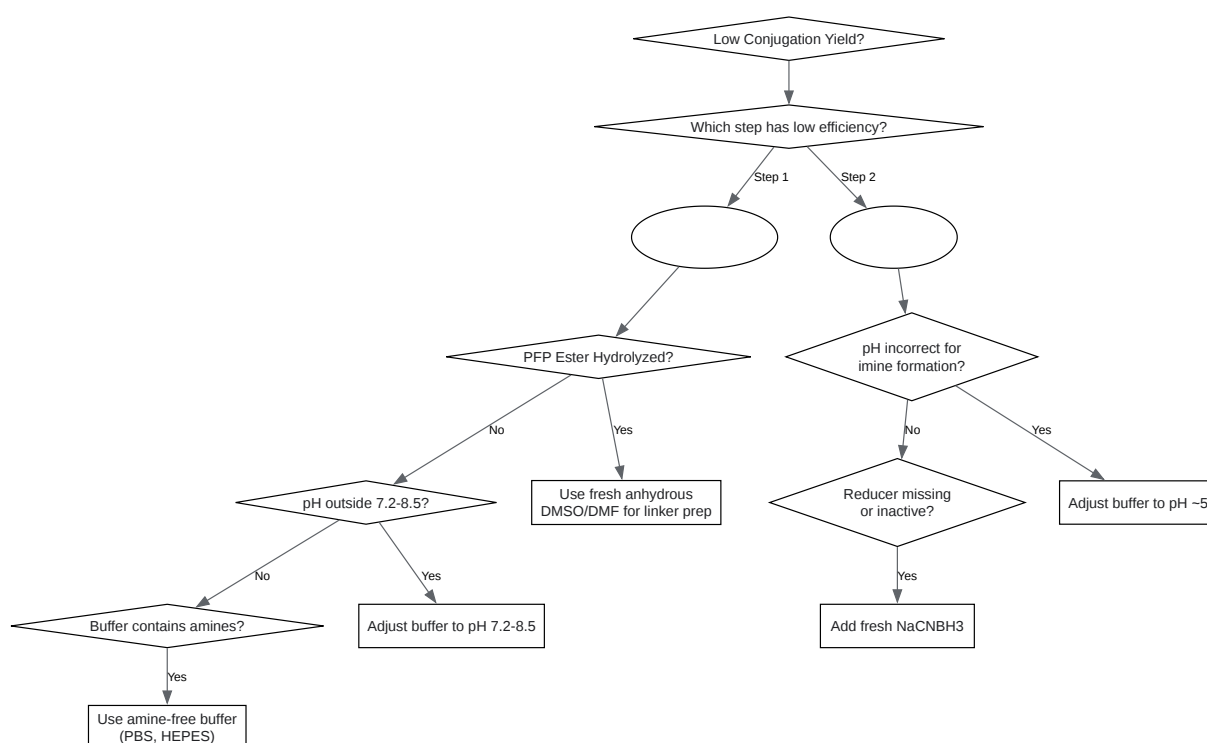 Low Conjugation Yield?
Which step has low efficiency?
Step 1
Step 2
PFP Ester Hydrolyzed?
pH incorrect for
imine formation?
No
Yes
No
Yes
pH outside 7.2-8.5?
Use fresh anhydrous
DMSO/DMF for linker prep
Reducer missing
or inactive?
Adjust buffer to pH ~5
No
Yes
Yes
Buffer contains amines?
Adjust buffer to pH 7.2-8.5
Add fresh NaCNBH3
Yes
Use amine-free buffer
(PBS, HEPES)